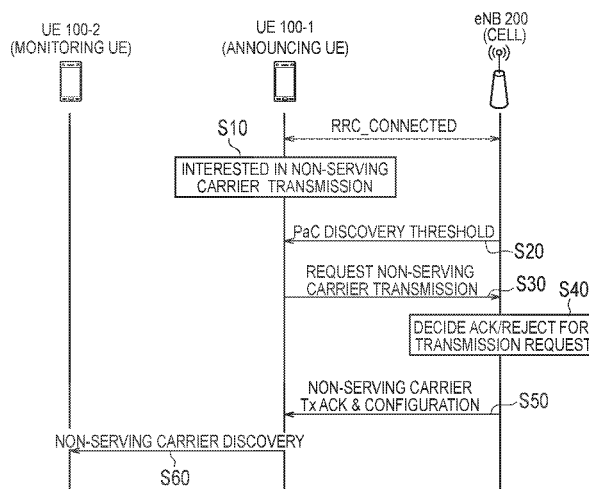 UE 100-2
(MONITORING UE)
UE 100-1
(ANNOUNCING UE)
eNB 200
(CELL)
RRC_CONNECTED
S10
INTERESTED IN NON-SERVING
CARRIER TRANSMISSION
PaC DISCOVERY THRESHOLD
S20
REQUEST NON-SERVING
CARRIER TRANSMISSION
S30
S40
DECIDE ACK/REJECT FOR
TRANSMISSION REQUEST
NON-SERVING CARRIER
Tx ACK & CONFIGURATION
S50
NON-SERVING CARRIER DISCOVERY
S60